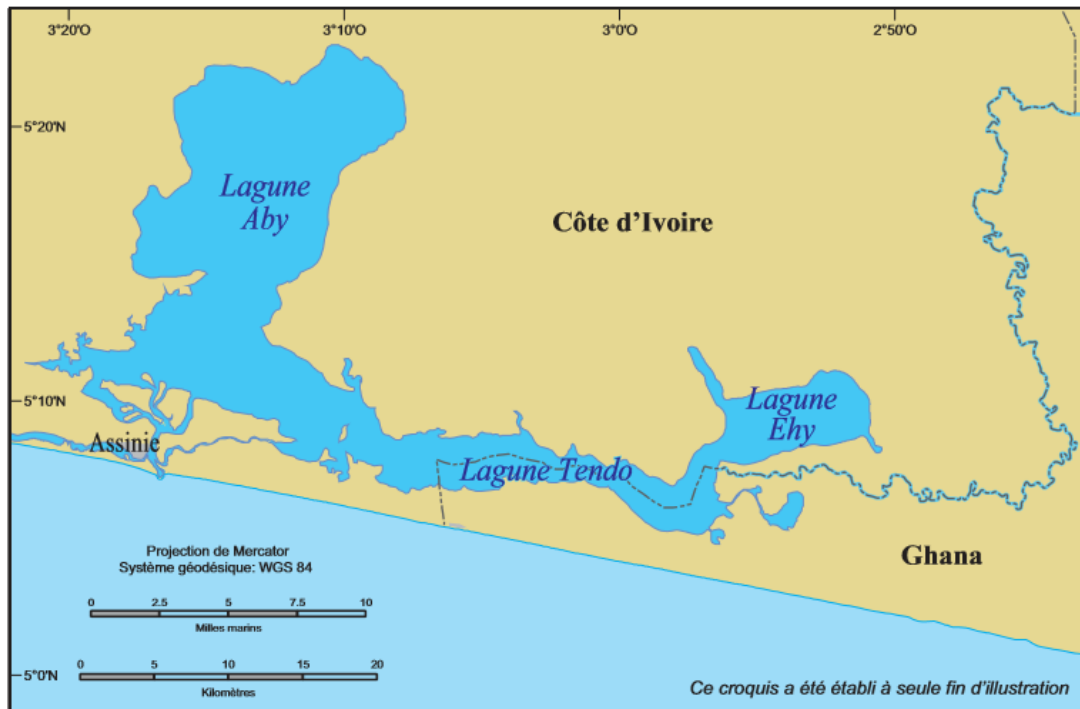 3°20'O
3°10'O
3°0'O
2°50'O
5°20'N
Lagune
Aby
Côte d'Ivoire
5°10'N
Lagune
Ehy
Assinie
Lagune Tendo
Ghana
Projection de Mercator
Système géodésique: WGS 84
0 2.5 5 7.5 10
Milles marins
5°0'N
0 5 10 15 20
Kilomètres
Ce croquis a été établi à seule fin d'illustration